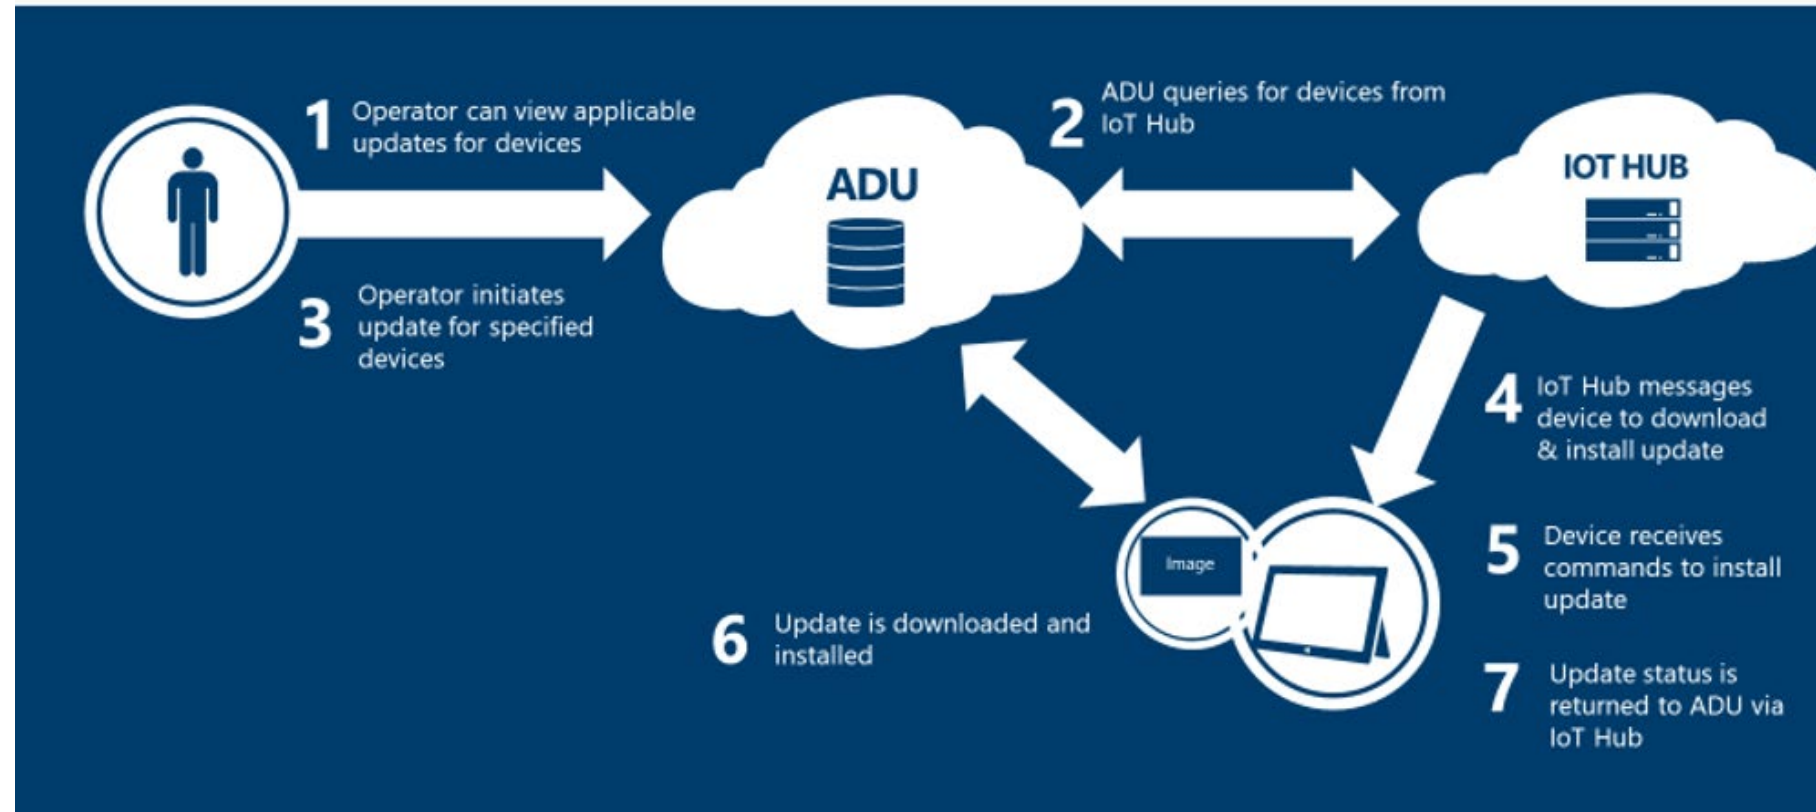 1
Operator can view applicable
updates for devices
ADU
2
ADU queries for devices from
IoT Hub
IOT HUB
3
Operator initiates
update for specified
devices
4
IoT Hub messages
device to download
& install update
Image
5
Device receives
commands to install
update
6
Update is downloaded and
installed
7
Update status is
returned to ADU via
IoT Hub